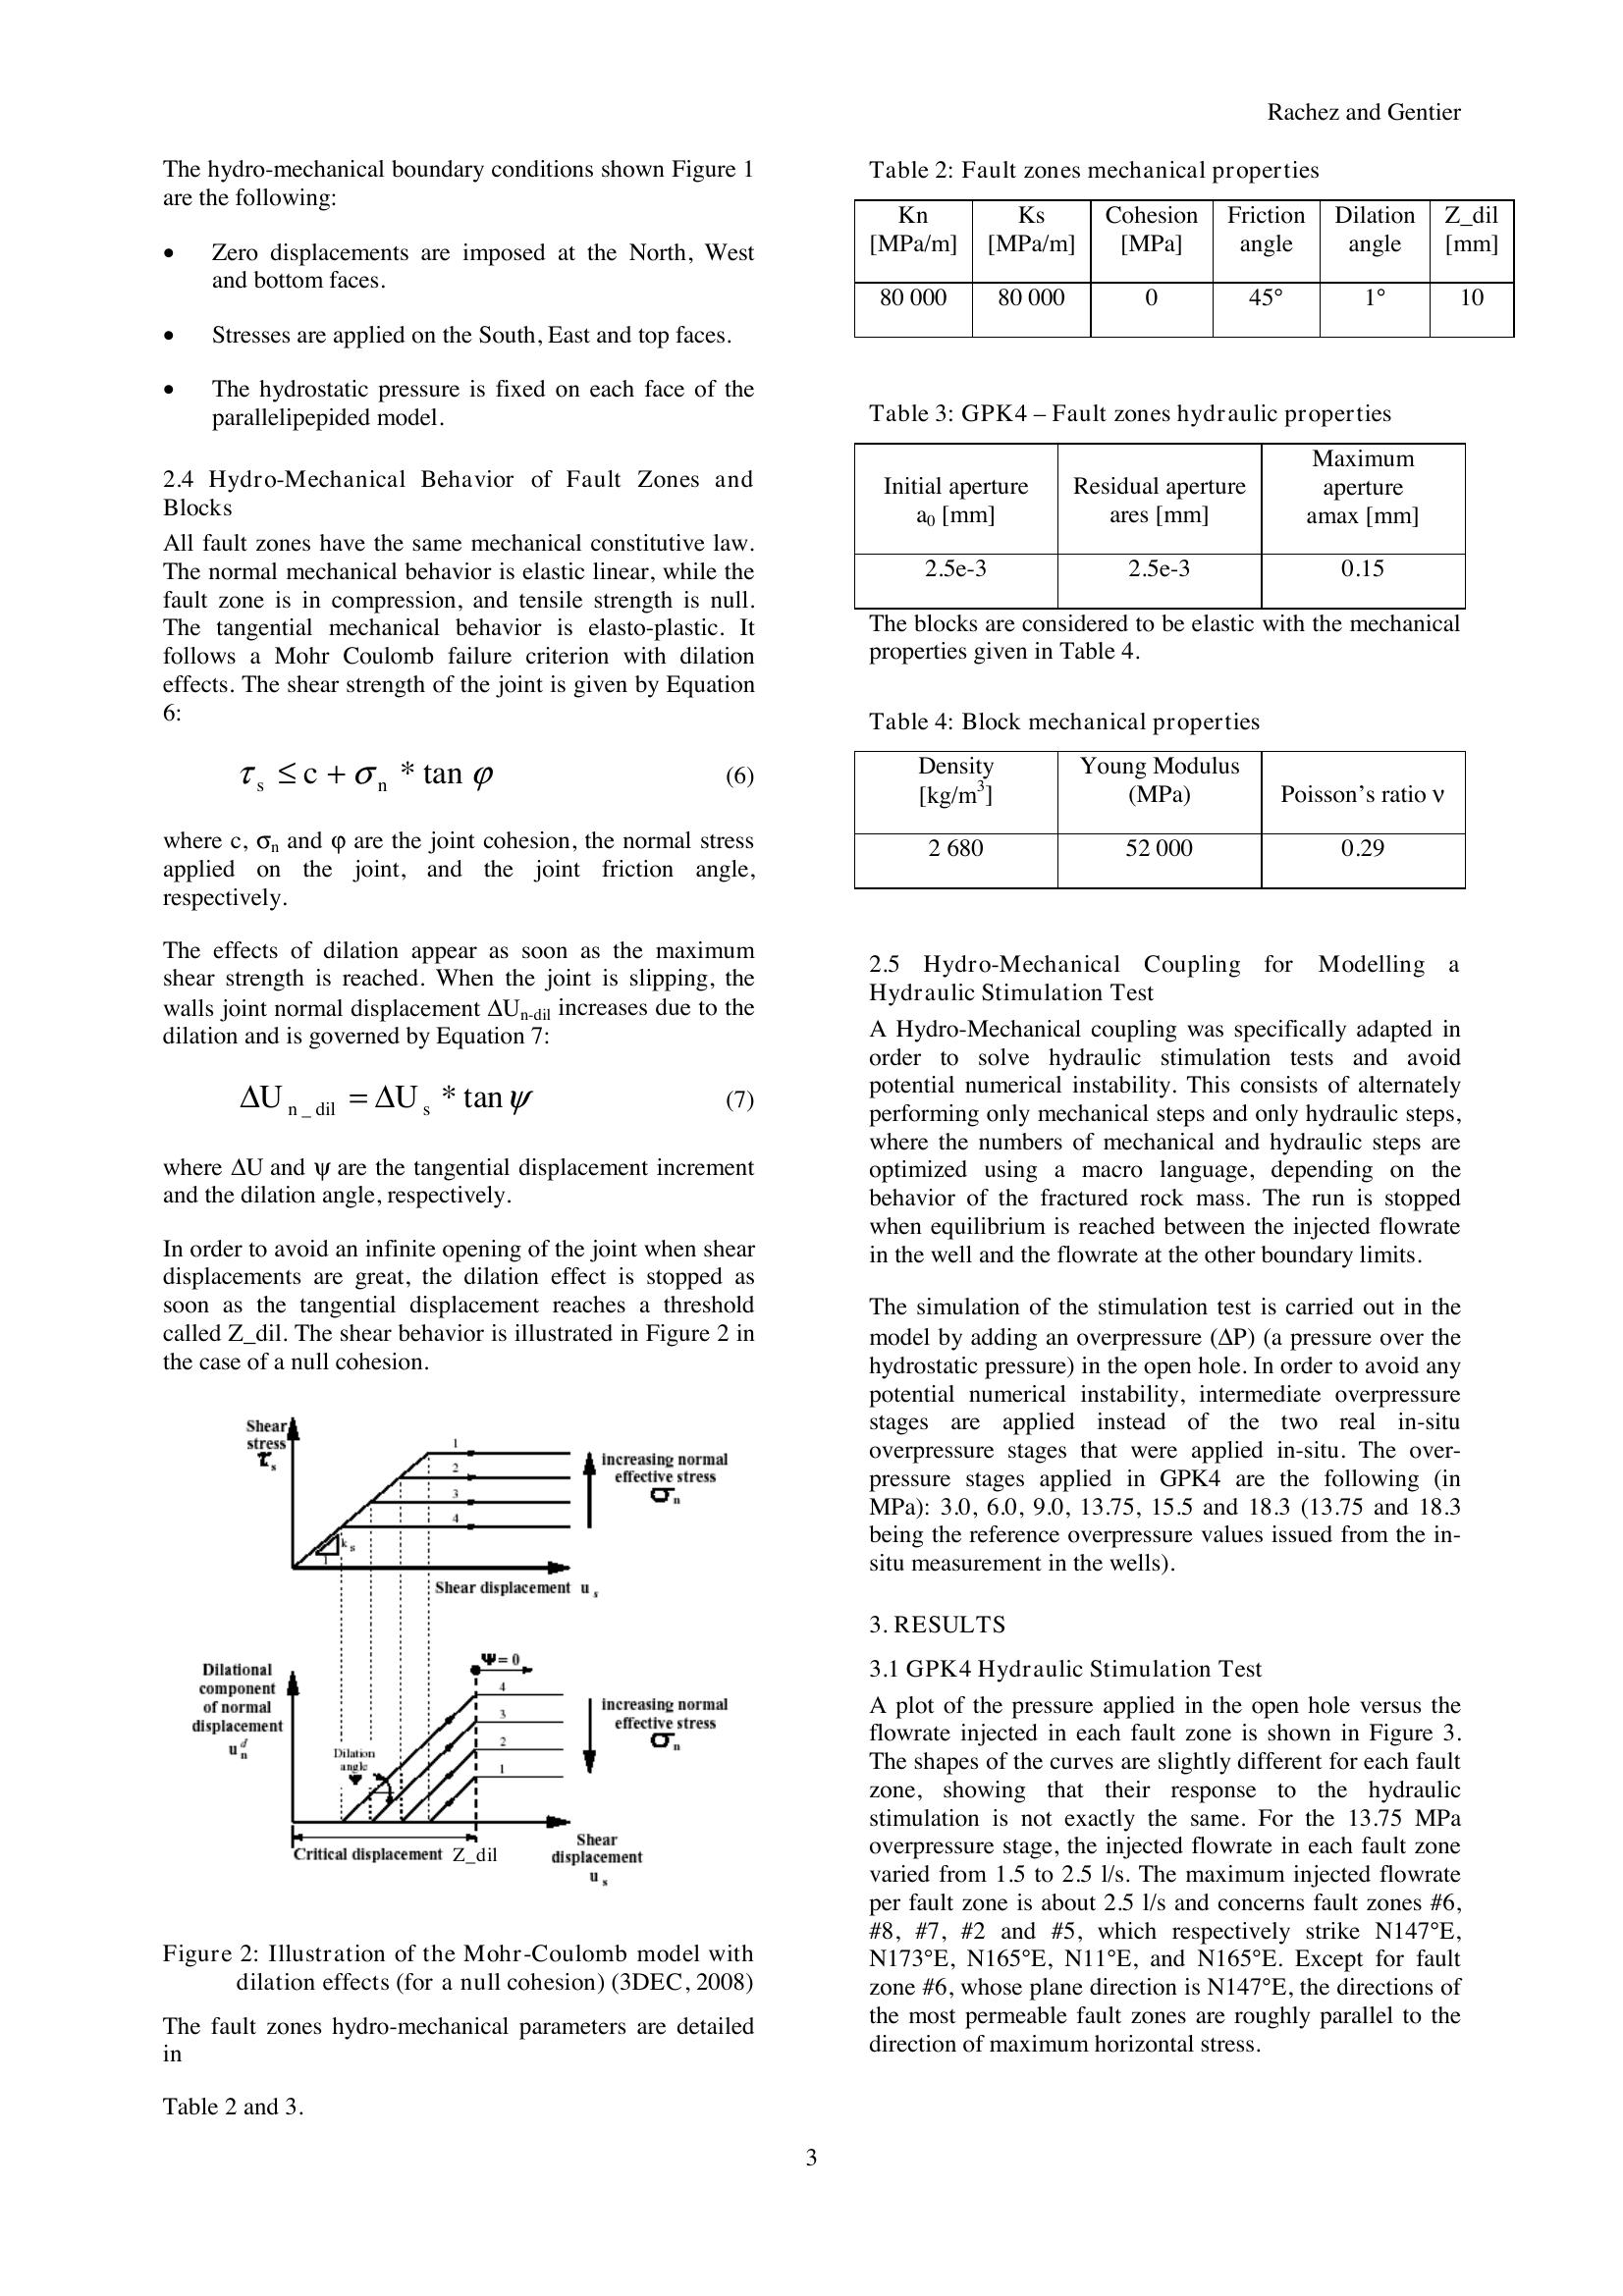 Rachez and Gentier
The hydro-mechanical boundary conditions shown Figure 1
are the following:
• Zero displacements are imposed at the North, West
and bottom faces.
• Stresses are applied on the South, East and top faces.
• The hydrostatic pressure is fixed on each face of the
parallelipepided model.
2.4 Hydro-Mechanical Behavior of Fault Zones and
Blocks
All fault zones have the same mechanical constitutive law.
The normal mechanical behavior is elastic linear, while the
fault zone is in compression, and tensile strength is null.
The tangential mechanical behavior is elasto-plastic. It
follows a Mohr Coulomb failure criterion with dilation
effects. The shear strength of the joint is given by Equation
6:
τ s ≤ c + σ n * tan φ (6)
where c, σn and φ are the joint cohesion, the normal stress
applied on the joint, and the joint friction angle,
respectively.
The effects of dilation appear as soon as the maximum
shear strength is reached. When the joint is slipping, the
walls joint normal displacement ΔUn-dil increases due to the
dilation and is governed by Equation 7:
ΔU n_dil = ΔU s * tan ψ (7)
where ΔU and ψ are the tangential displacement increment
and the dilation angle, respectively.
In order to avoid an infinite opening of the joint when shear
displacements are great, the dilation effect is stopped as
soon as the tangential displacement reaches a threshold
called Z_dil. The shear behavior is illustrated in Figure 2 in
the case of a null cohesion.
Shear
stress
τ s
1
2
3
4
ks
1
increasing normal
effective stress
σ n
Shear displacement u s
Dilational
component
of normal
displacement
u n d
Ψ = 0
4
3
2
1
Dilation
angle
Ψ
increasing normal
effective stress
σ n
Critical displacement Z_dil
Shear
displacement
u s
Figure 2: Illustration of the Mohr-Coulomb model with
dilation effects (for a null cohesion) (3DEC, 2008)
The fault zones hydro-mechanical parameters are detailed
in
Table 2 and 3.
Table 2: Fault zones mechanical properties
Kn [MPa/m] Ks [MPa/m] Cohesion [MPa] Friction angle Dilation angle Z_dil [mm]
80 000 80 000 0 45° 1° 10
Table 3: GPK4 – Fault zones hydraulic properties
Initial aperture a0 [mm] Residual aperture ares [mm] Maximum aperture amax [mm]
2.5e-3 2.5e-3 0.15
The blocks are considered to be elastic with the mechanical
properties given in Table 4.
Table 4: Block mechanical properties
Density [kg/m3] Young Modulus (MPa) Poisson's ratio ν
2 680 52 000 0.29
2.5 Hydro-Mechanical Coupling for Modelling a
Hydraulic Stimulation Test
A Hydro-Mechanical coupling was specifically adapted in
order to solve hydraulic stimulation tests and avoid
potential numerical instability. This consists of alternately
performing only mechanical steps and only hydraulic steps,
where the numbers of mechanical and hydraulic steps are
optimized using a macro language, depending on the
behavior of the fractured rock mass. The run is stopped
when equilibrium is reached between the injected flowrate
in the well and the flowrate at the other boundary limits.
The simulation of the stimulation test is carried out in the
model by adding an overpressure (ΔP) (a pressure over the
hydrostatic pressure) in the open hole. In order to avoid any
potential numerical instability, intermediate overpressure
stages are applied instead of the two real in-situ
overpressure stages that were applied in-situ. The over-
pressure stages applied in GPK4 are the following (in
MPa): 3.0, 6.0, 9.0, 13.75, 15.5 and 18.3 (13.75 and 18.3
being the reference overpressure values issued from the in-
situ measurement in the wells).
3. RESULTS
3.1 GPK4 Hydraulic Stimulation Test
A plot of the pressure applied in the open hole versus the
flowrate injected in each fault zone is shown in Figure 3.
The shapes of the curves are slightly different for each fault
zone, showing that their response to the hydraulic
stimulation is not exactly the same. For the 13.75 MPa
overpressure stage, the injected flowrate in each fault zone
varied from 1.5 to 2.5 l/s. The maximum injected flowrate
per fault zone is about 2.5 l/s and concerns fault zones #6,
#8, #7, #2 and #5, which respectively strike N147°E,
N173°E, N165°E, N11°E, and N165°E. Except for fault
zone #6, whose plane direction is N147°E, the directions of
the most permeable fault zones are roughly parallel to the
direction of maximum horizontal stress.
3